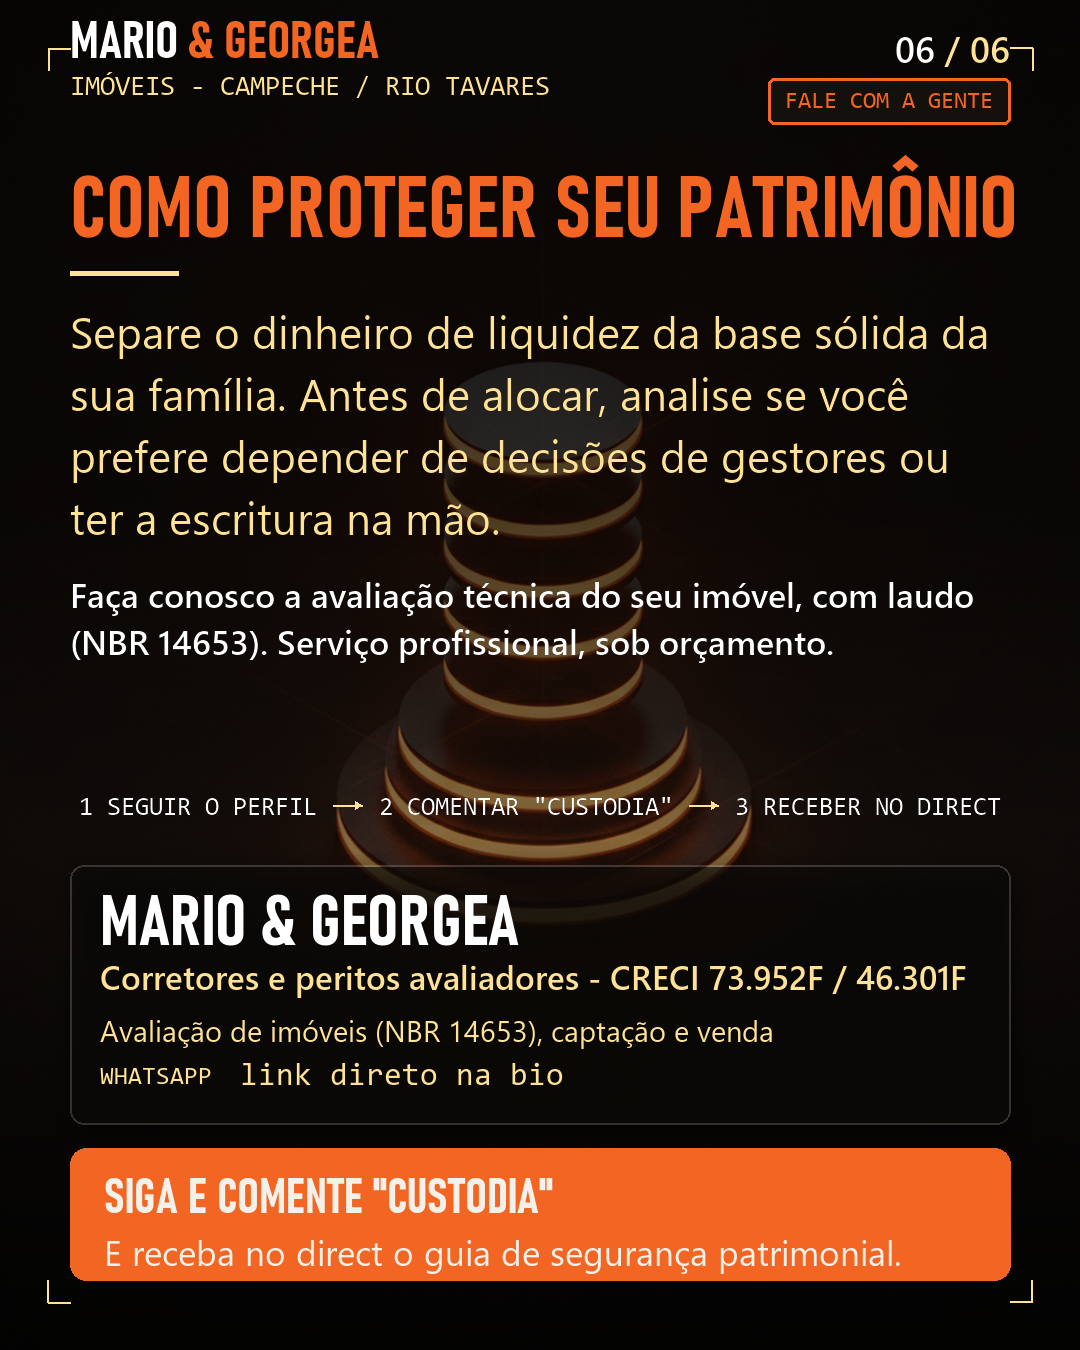 MARIO & GEORGEA
IMÓVEIS - CAMPECHE / RIO TAVARES
06 / 06
FALE COM A GENTE
COMO PROTEGER SEU PATRIMÔNIO
Separe o dinheiro de liquidez da base sólida da
sua família. Antes de alocar, analise se você
prefere depender de decisões de gestores ou
ter a escritura na mão.
Faça conosco a avaliação técnica do seu imóvel, com laudo
(NBR 14653). Serviço profissional, sob orçamento.
1 SEGUIR O PERFIL → 2 COMENTAR "CUSTODIA" → 3 RECEBER NO DIRECT
MARIO & GEORGEA
Corretores e peritos avaliadores - CRECI 73.952F / 46.301F
Avaliação de imóveis (NBR 14653), captação e venda
WHATSAPP link direto na bio
SIGA E COMENTE "CUSTODIA"
E receba no direct o guia de segurança patrimonial.